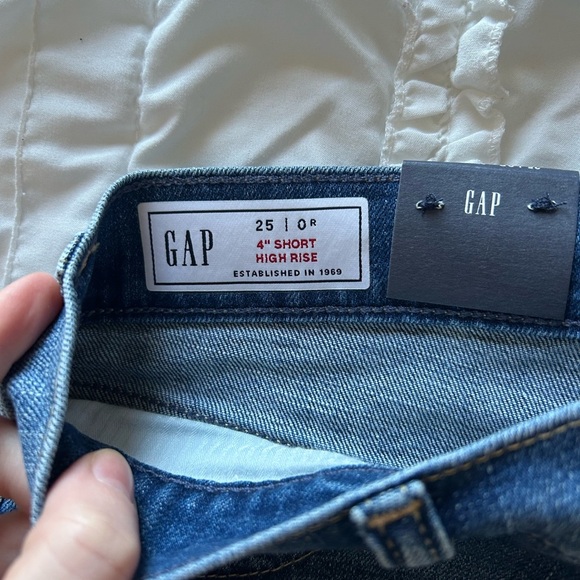 GAP
25 | 0R
4" SHORT
HIGH RISE
ESTABLISHED IN 1969
GAP